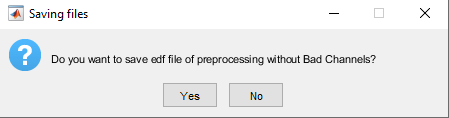 Saving files
Do you want to save edf file of preprocessing without Bad Channels?
Yes No